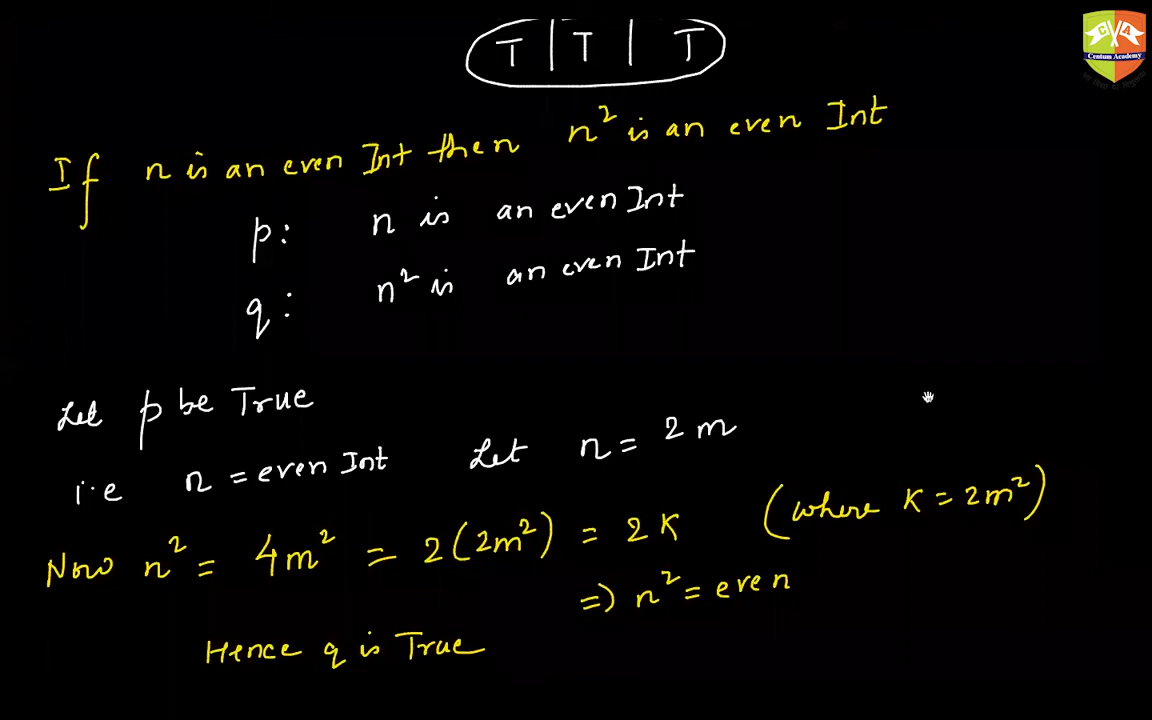 T | T | T
C A
Centum Academy
If n is an even Int then n² is an even Int
p: n is an even Int
q: n² is an even Int
Let p be True
i.e n = even Int Let n = 2m
Now n² = 4m² = 2(2m²) = 2K (where K = 2m²)
=> n² = even
Hence q is True